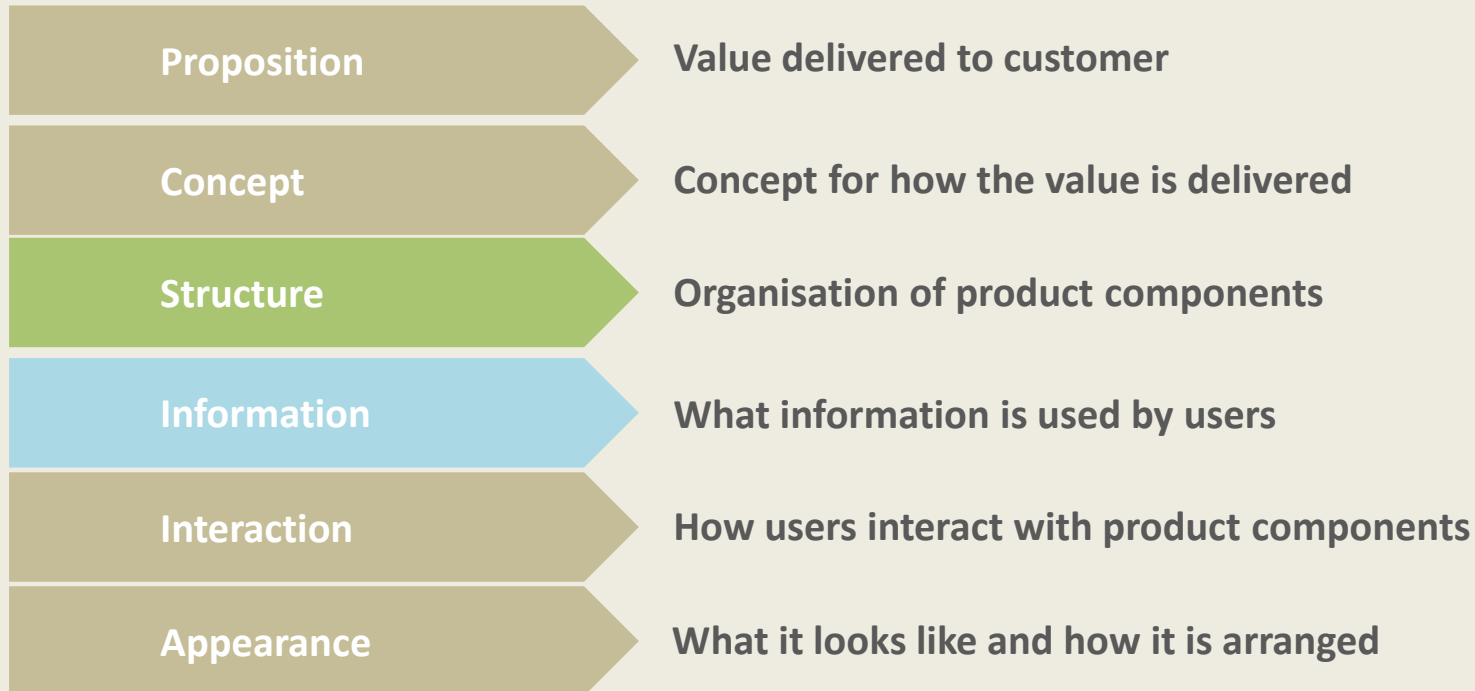 Proposition
Value delivered to customer
Concept
Concept for how the value is delivered
Structure
Organisation of product components
Information
What information is used by users
Interaction
How users interact with product components
Appearance
What it looks like and how it is arranged